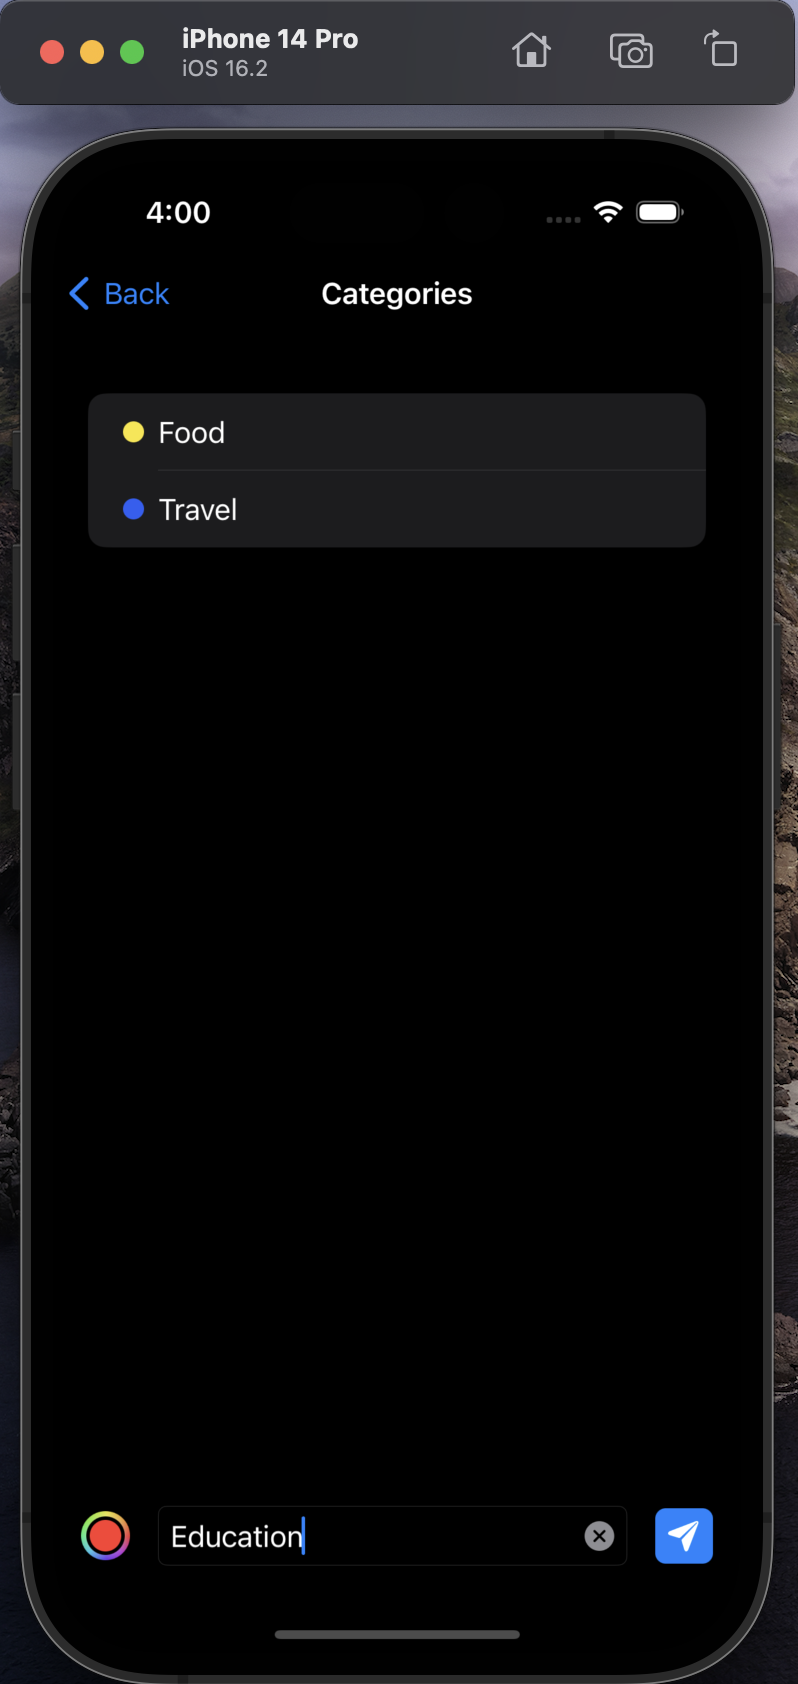 iPhone 14 Pro
iOS 16.2
4:00
Back
Categories
Food
Travel
Education